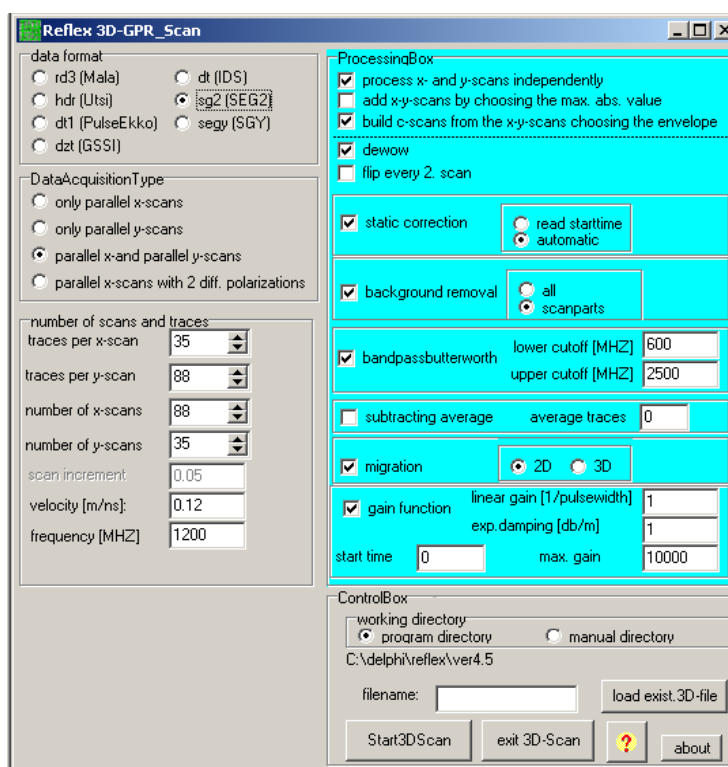 Reflex 3D-GPR_Scan
data format
rd3 (Mala)
dt (IDS)
hdr (Utsi)
sg2 (SEG2)
dt1 (PulseEkko)
segy (SGY)
dzt (GSSI)
DataAcquisitionType
only parallel x-scans
only parallel y-scans
parallel x-and parallel y-scans
parallel x-scans with 2 diff. polarizations
number of scans and traces
traces per x-scan 35
traces per y-scan 88
number of x-scans 88
number of y-scans 35
scan increment 0.05
velocity [m/ns]: 0.12
frequency [MHZ] 1200
ProcessingBox
process x- and y-scans independently
add x-y-scans by choosing the max. abs. value
build c-scans from the x-y-scans choosing the envelope
dewow
flip every 2. scan
static correction
read starttime
automatic
background removal
all
scanparts
bandpassbutterworth
lower cutoff [MHZ] 600
upper cutoff [MHZ] 2500
subtracting average average traces 0
migration 2D 3D
gain function
linear gain [1/pulsewidth] 1
exp.damping [db/m] 1
start time 0 max. gain 10000
ControlBox
working directory
program directory manual directory
C:\delphi\reflex\ver4.5
filename: load exist.3D-file
Start3DScan exit 3D-Scan ? about